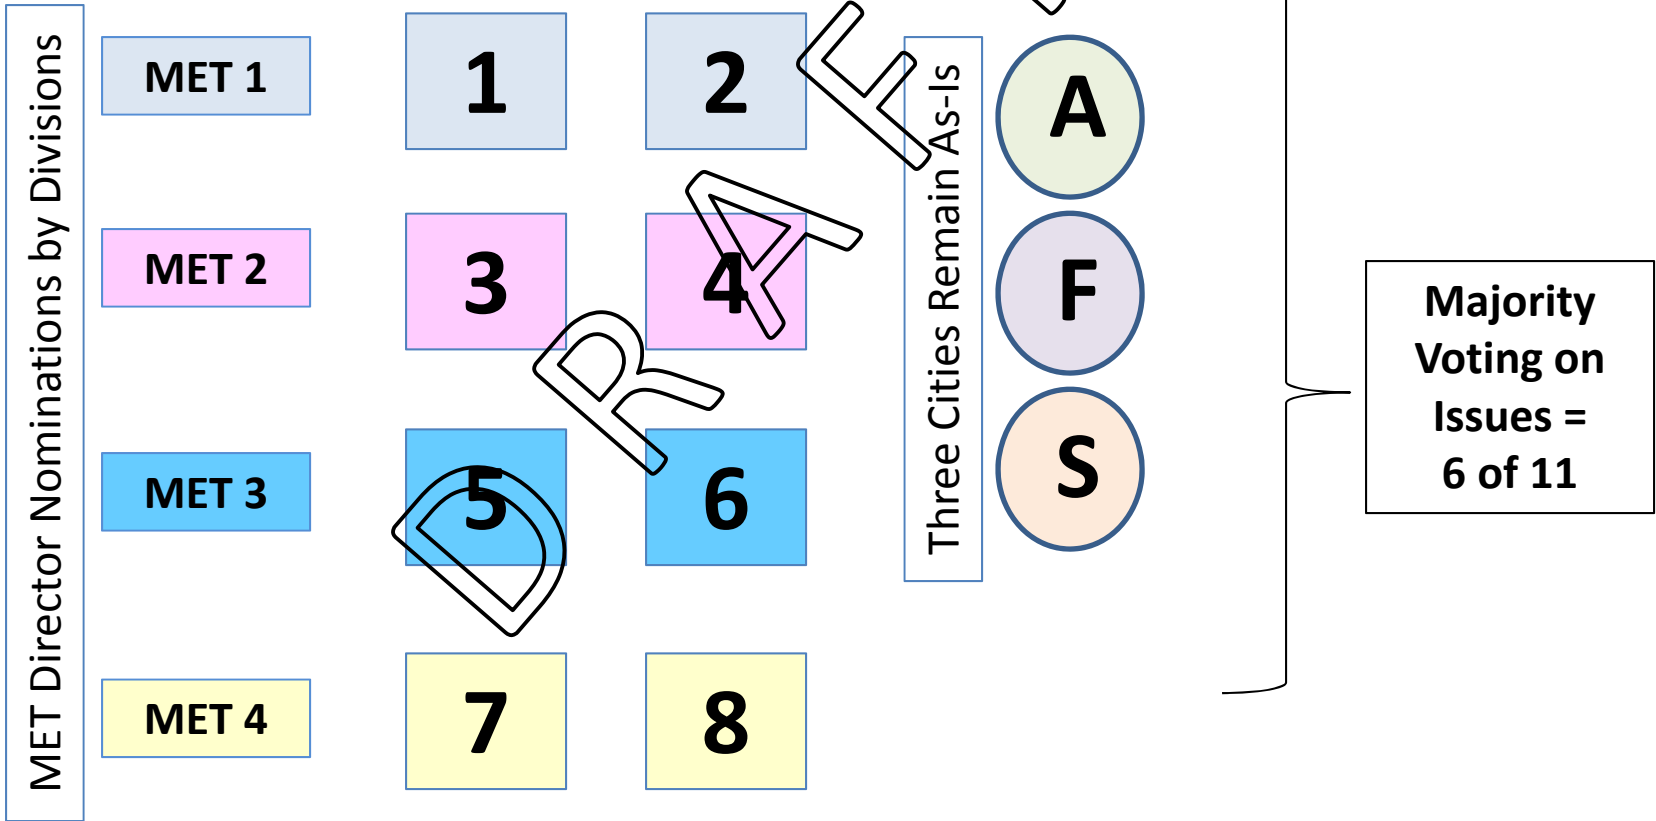 MET Director Nominations by Divisions
MET 1
1
2
MET 2
3
4
MET 3
5
6
MET 4
7
8
Three Cities Remain As-Is
A
F
S
Majority
Voting on
Issues =
6 of 11
DRAFT